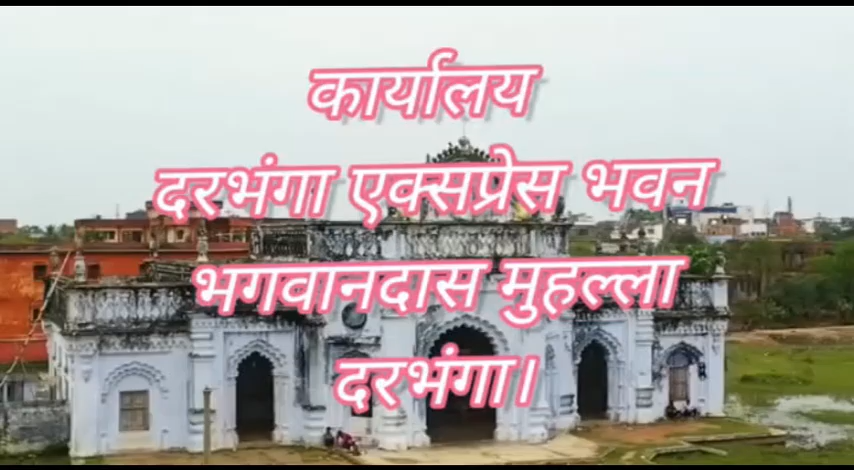 कार्यालय
दरभंगा एक्सप्रेस भवन
भगवानदास मुहल्ला
दरभंगा।